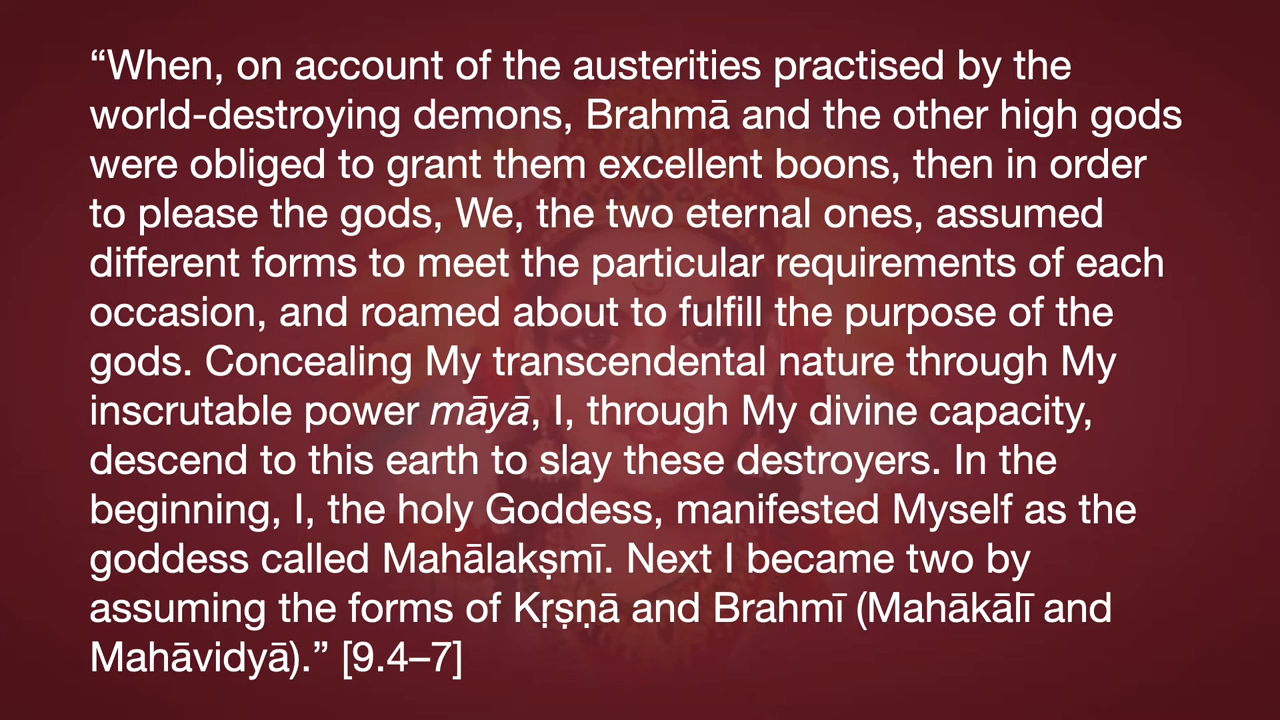 “When, on account of the austerities practised by the
world-destroying demons, Brahmā and the other high gods
were obliged to grant them excellent boons, then in order
to please the gods, We, the two eternal ones, assumed
different forms to meet the particular requirements of each
occasion, and roamed about to fulfill the purpose of the
gods. Concealing My transcendental nature through My
inscrutable power māyā, I, through My divine capacity,
descend to this earth to slay these destroyers. In the
beginning, I, the holy Goddess, manifested Myself as the
goddess called Mahālakṣmī. Next I became two by
assuming the forms of Kṛṣṇā and Brahmī (Mahākālī and
Mahāvidyā).” [9.4–7]